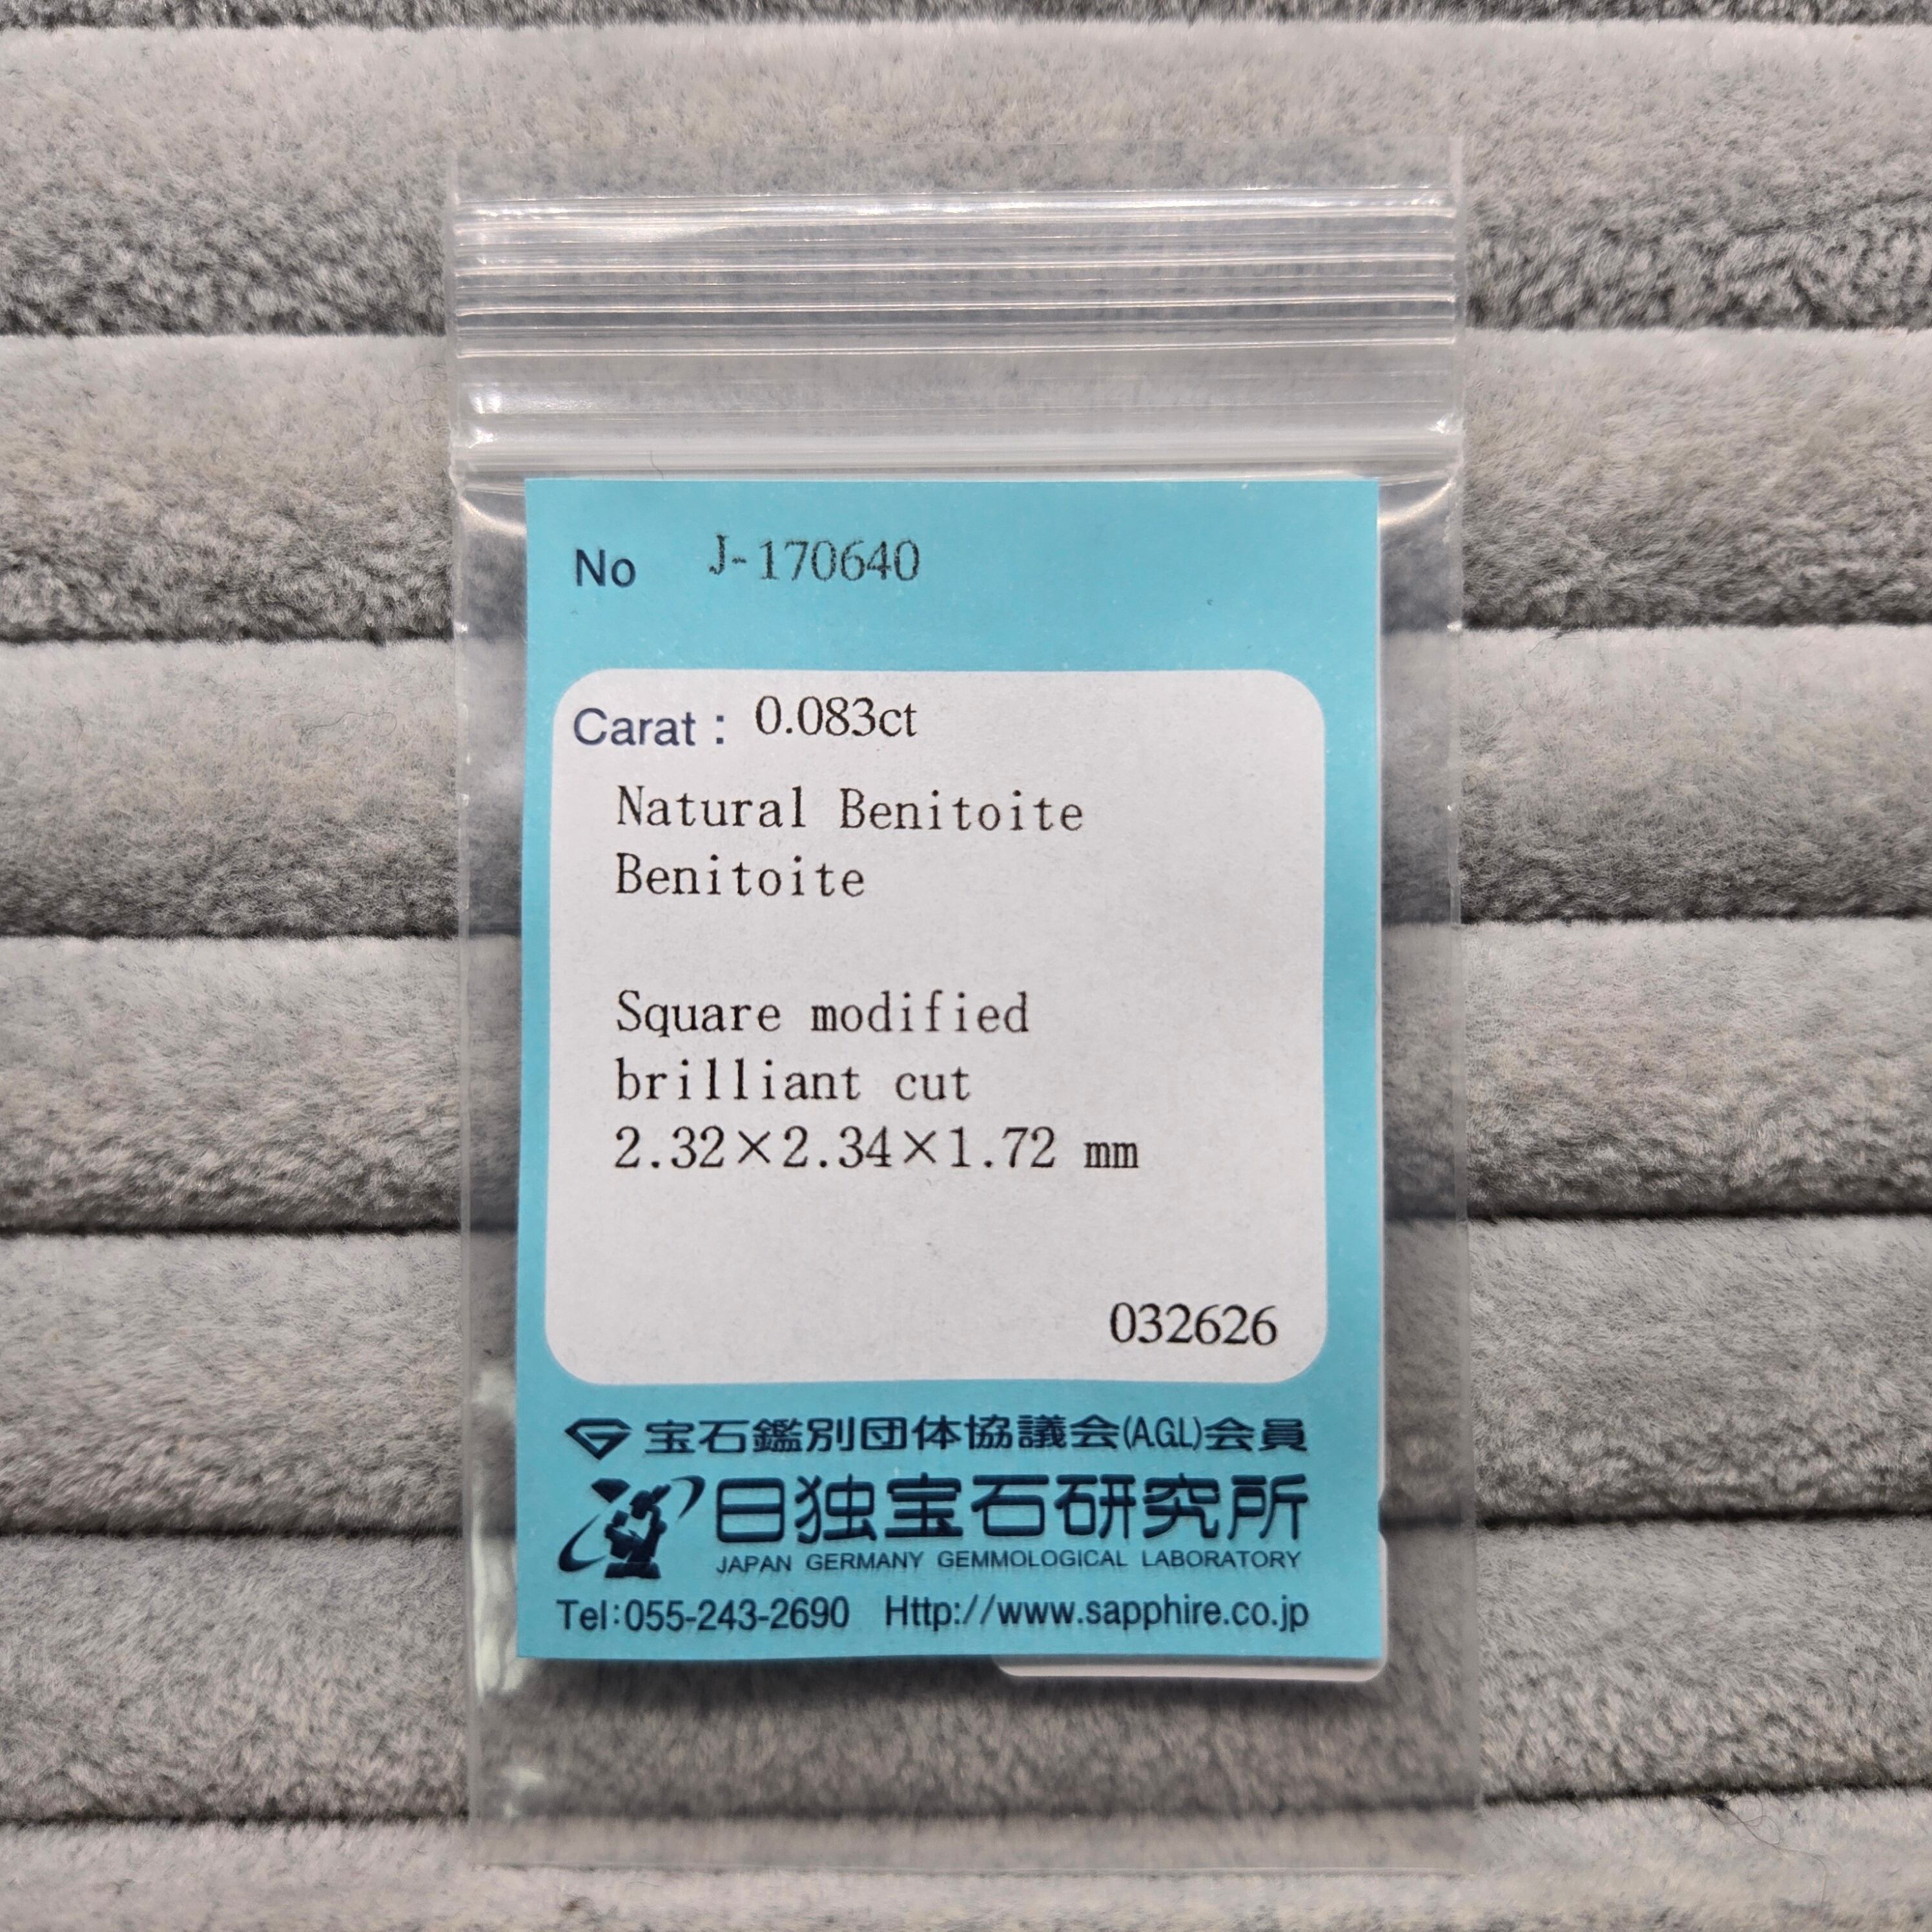 No J-170640
Carat : 0.083ct
Natural Benitoite
Benitoite
Square modified
brilliant cut
2.32×2.34×1.72 mm
032626
宝石鑑別団体協議会(AGL)会員
日独宝石研究所
JAPAN GERMANY GEMMOLOGICAL LABORATORY
Tel:055-243-2690 Http://www.sapphire.co.jp